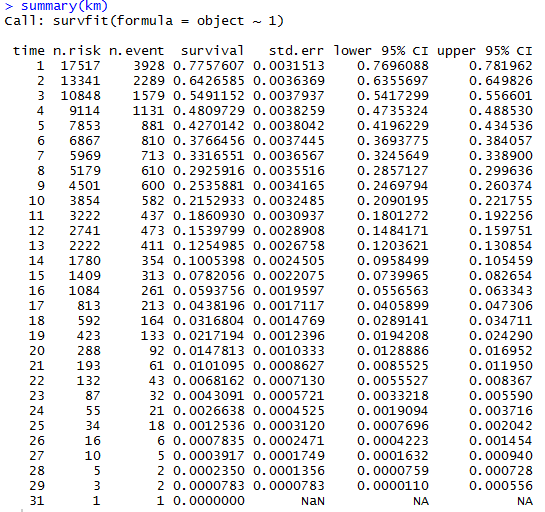 > summary(km)
Call: survfit(formula = object ~ 1)
time n.risk n.event survival std.err lower 95% CI upper 95% CI
1 17517 3928 0.7757607 0.0031513 0.7696088 0.781962
2 13341 2289 0.6426585 0.0036369 0.6355697 0.649826
3 10848 1579 0.5491152 0.0037937 0.5417299 0.556601
4 9114 1131 0.4809729 0.0038259 0.4735324 0.488530
5 7853 881 0.4270142 0.0038042 0.4196229 0.434536
6 6867 810 0.3766456 0.0037445 0.3693775 0.384057
7 5969 713 0.3316551 0.0036567 0.3245649 0.338900
8 5179 610 0.2925916 0.0035516 0.2857127 0.299636
9 4501 600 0.2535881 0.0034165 0.2469794 0.260374
10 3854 582 0.2152933 0.0032485 0.2090195 0.221755
11 3222 437 0.1860930 0.0030937 0.1801272 0.192256
12 2741 473 0.1539799 0.0028908 0.1484171 0.159751
13 2222 411 0.1254985 0.0026758 0.1203621 0.130854
14 1780 354 0.1005398 0.0024505 0.0958499 0.105459
15 1409 313 0.0782056 0.0022075 0.0739965 0.082654
16 1084 261 0.0593756 0.0019597 0.0556563 0.063343
17 813 213 0.0438196 0.0017117 0.0405899 0.047306
18 592 164 0.0316804 0.0014769 0.0289141 0.034711
19 423 133 0.0217194 0.0012396 0.0194208 0.024290
20 288 92 0.0147813 0.0010333 0.0128886 0.016952
21 193 61 0.0101095 0.0008627 0.0085525 0.011950
22 132 43 0.0068162 0.0007130 0.0055527 0.008367
23 87 32 0.0043091 0.0005721 0.0033218 0.005590
24 55 21 0.0026638 0.0004525 0.0019094 0.003716
25 34 18 0.0012536 0.0003120 0.0007696 0.002042
26 16 6 0.0007835 0.0002471 0.0004223 0.001454
27 10 5 0.0003917 0.0001749 0.0001632 0.000940
28 5 2 0.0002350 0.0001356 0.0000759 0.000728
29 3 2 0.0000783 0.0000783 0.0000110 0.000556
31 1 1 0.0000000 NaN NA NA